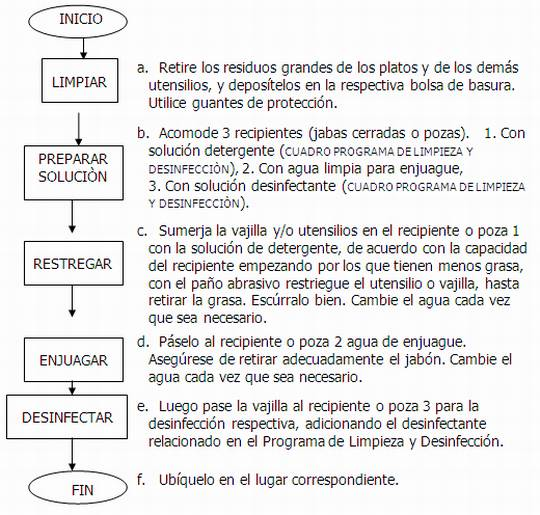 INICIO
LIMPIAR
a. Retire los residuos grandes de los platos y de los demás
utensilios, y deposítelos en la respectiva bolsa de basura.
Utilice guantes de protección.
PREPARAR
SOLUCIÒN
b. Acomode 3 recipientes (jabas cerradas o pozas). 1. Con
solución detergente (CUADRO PROGRAMA DE LIMPIEZA Y
DESINFECCIÒN), 2. Con agua limpia para enjuague,
3. Con solución desinfectante (CUADRO PROGRAMA DE LIMPIEZA
Y DESINFECCIÒN).
RESTREGAR
c. Sumerja la vajilla y/o utensilios en el recipiente o poza 1
con la solución de detergente, de acuerdo con la capacidad
del recipiente empezando por los que tienen menos grasa,
con el paño abrasivo restriegue el utensilio o vajilla, hasta
retirar la grasa. Escúrralo bien. Cambie el agua cada vez
que sea necesario.
ENJUAGAR
d. Páselo al recipiente o poza 2 agua de enjuague.
Asegúrese de retirar adecuadamente el jabón. Cambie el
agua cada vez que sea necesario.
DESINFECTAR
e. Luego pase la vajilla al recipiente o poza 3 para la
desinfección respectiva, adicionando el desinfectante
relacionado en el Programa de Limpieza y Desinfección.
FIN
f. Ubíquelo en el lugar correspondiente.